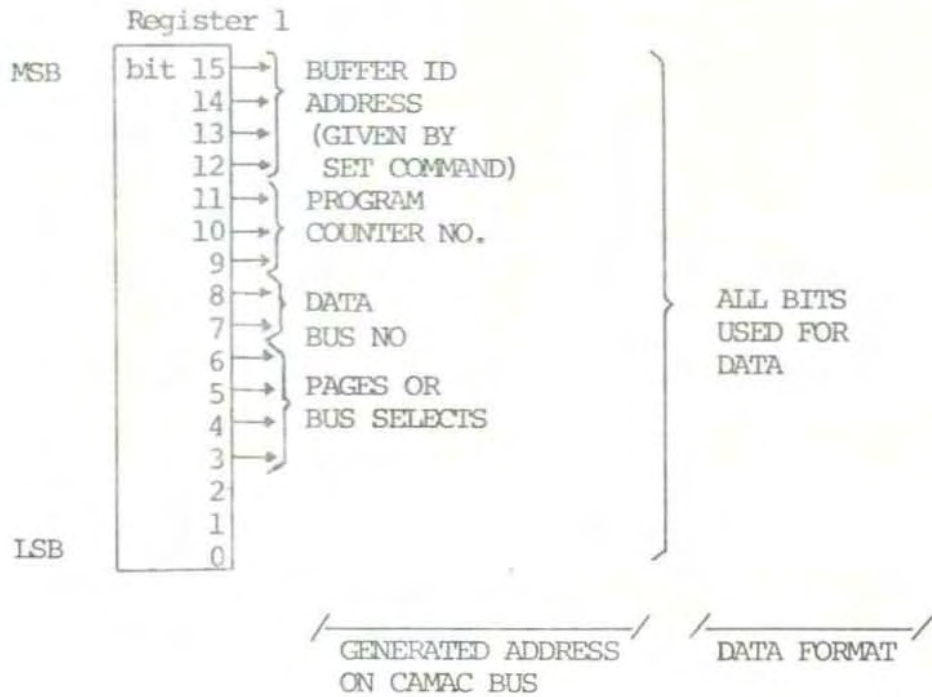 Register 1
MSB bit 15 BUFFER ID
14 ADDRESS
13 (GIVEN BY
12 SET COMMAND)
11 PROGRAM
10 COUNTER NO.
9
8 DATA ALL BITS
7 BUS NO USED FOR
6 DATA
5 PAGES OR
4 BUS SELECTS
3
2
1
LSB 0
GENERATED ADDRESS DATA FORMAT
ON CAMAC BUS